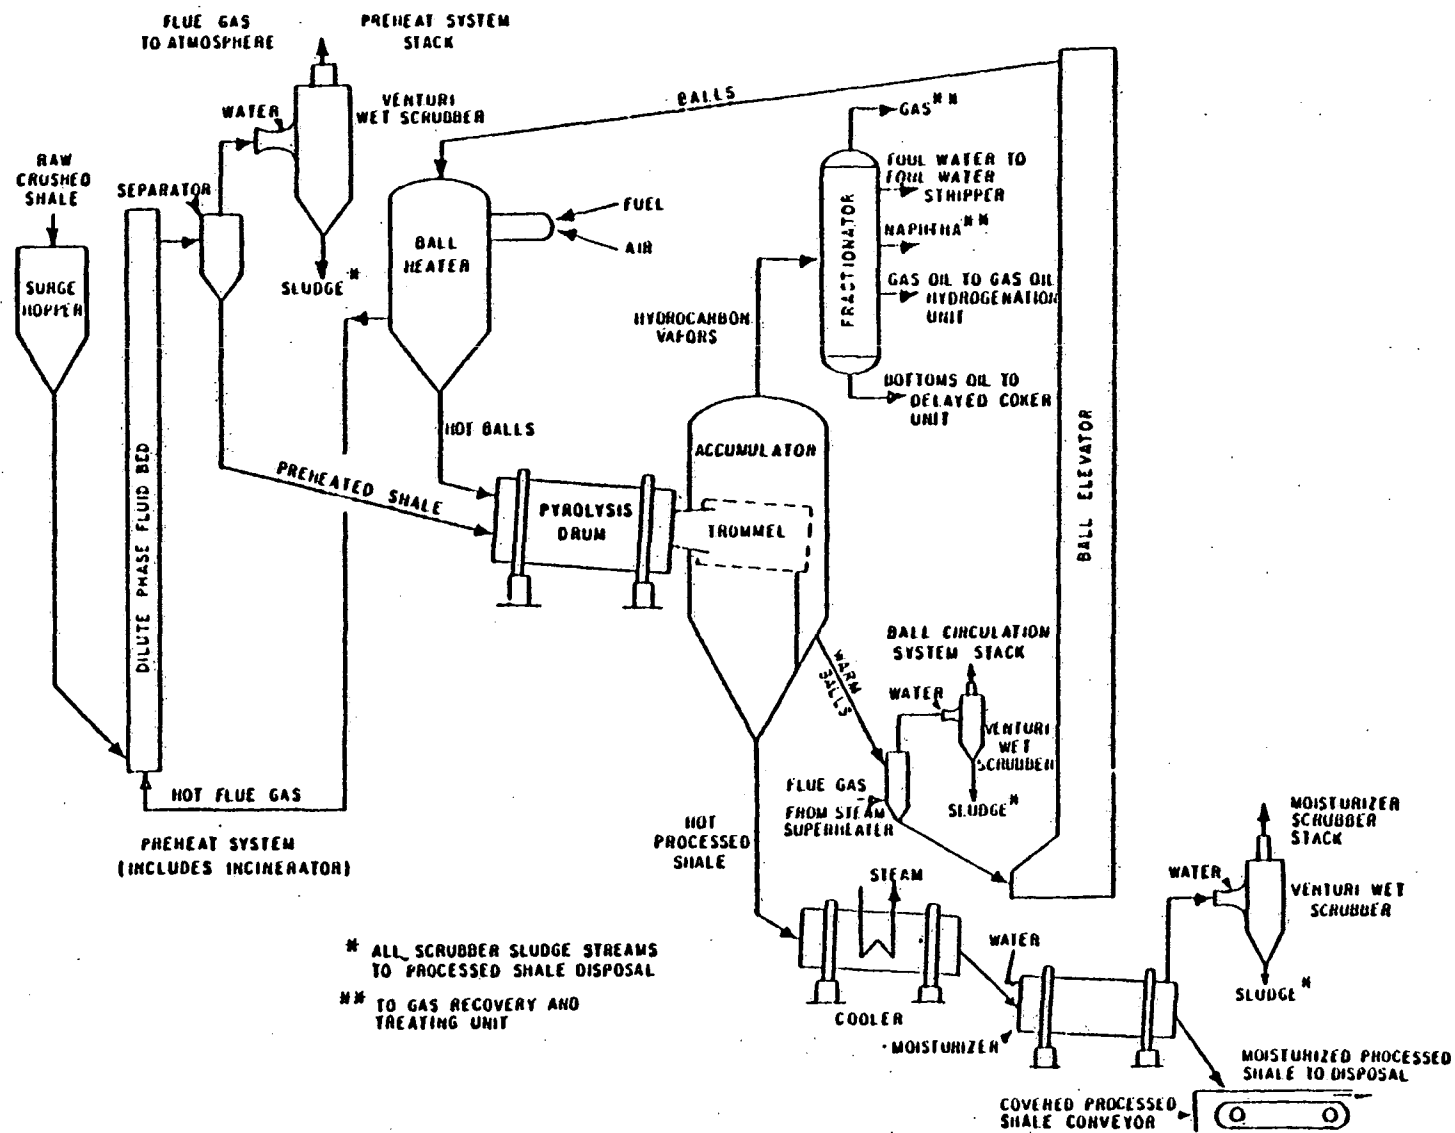 FLUE GAS
TO ATMOSPHERE
PREHEAT SYSTEM
STACK
WATER
VENTURI
WET SCRUBBER
RAW
CRUSHED
SHALE
SEPARATOR
SURGE
HOPPER
SLUDGE *
DILUTE PHASE FLUID BED
HOT FLUE GAS
PREHEAT SYSTEM
(INCLUDES INCINERATOR)
BALLS
BALL
HEATER
FUEL
AIR
HOT BALLS
PREHEATED SHALE
PYROLYSIS
DRUM
TROMMEL
ACCUMULATOR
HYDROCARBON
VAPORS
FRACTIONATOR
GAS **
FOUL WATER TO
FOUL WATER
STRIPPER
NAPHTHA **
GAS OIL TO GAS OIL
HYDROGENATION
UNIT
BOTTOMS OIL TO
DELAYED COKER
UNIT
BALL ELEVATOR
WARM
BALLS
BALL CIRCULATION
SYSTEM STACK
WATER
VENTURI
WET
SCRUBBER
SLUDGE *
FLUE GAS
FROM STEAM
SUPERHEATER
HOT
PROCESSED
SHALE
STEAM
COOLER
WATER
MOISTURIZER
MOISTURIZER
SCRUBBER
STACK
WATER
VENTURI WET
SCRUBBER
SLUDGE *
MOISTURIZED PROCESSED
SHALE TO DISPOSAL
COVERED PROCESSED
SHALE CONVEYOR
* ALL SCRUBBER SLUDGE STREAMS
TO PROCESSED SHALE DISPOSAL
** TO GAS RECOVERY AND
TREATING UNIT